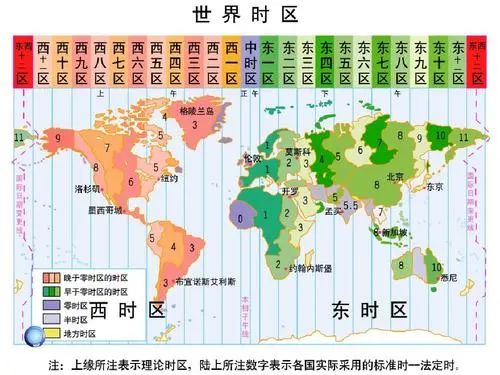 世界时区
东西十二区
西十一区
西十区
西九区
西八区
西七区
西六区
西五区
西四区
西三区
西二区
西一区
中时区
东一区
东二区
东三区
东四区
东五区
东六区
东七区
东八区
东九区
东十区
东十一区
东西十二区
上 午
正午
下 午
格陵兰岛
4
3
11
9
8
7
6
5
4
伦敦
莫斯科
洛杉矶
纽约
墨西哥城
开罗
孟买
北京
东京
新加坡
0
1
1
2
3
4
5
5.5
6
7
8
8
9
10
11
国际日期变更线
国际日期变更线
5
4
3
3
布宜诺斯艾利斯
约翰内斯堡
悉尼
2
8
10
晚于零时区的时区
早于零时区的时区
零时区
半时区
地方时区
本初子午线
西时区
东时区
注：上缘所注表示理论时区，陆上所注数字表示各国实际采用的标准时一法定时。